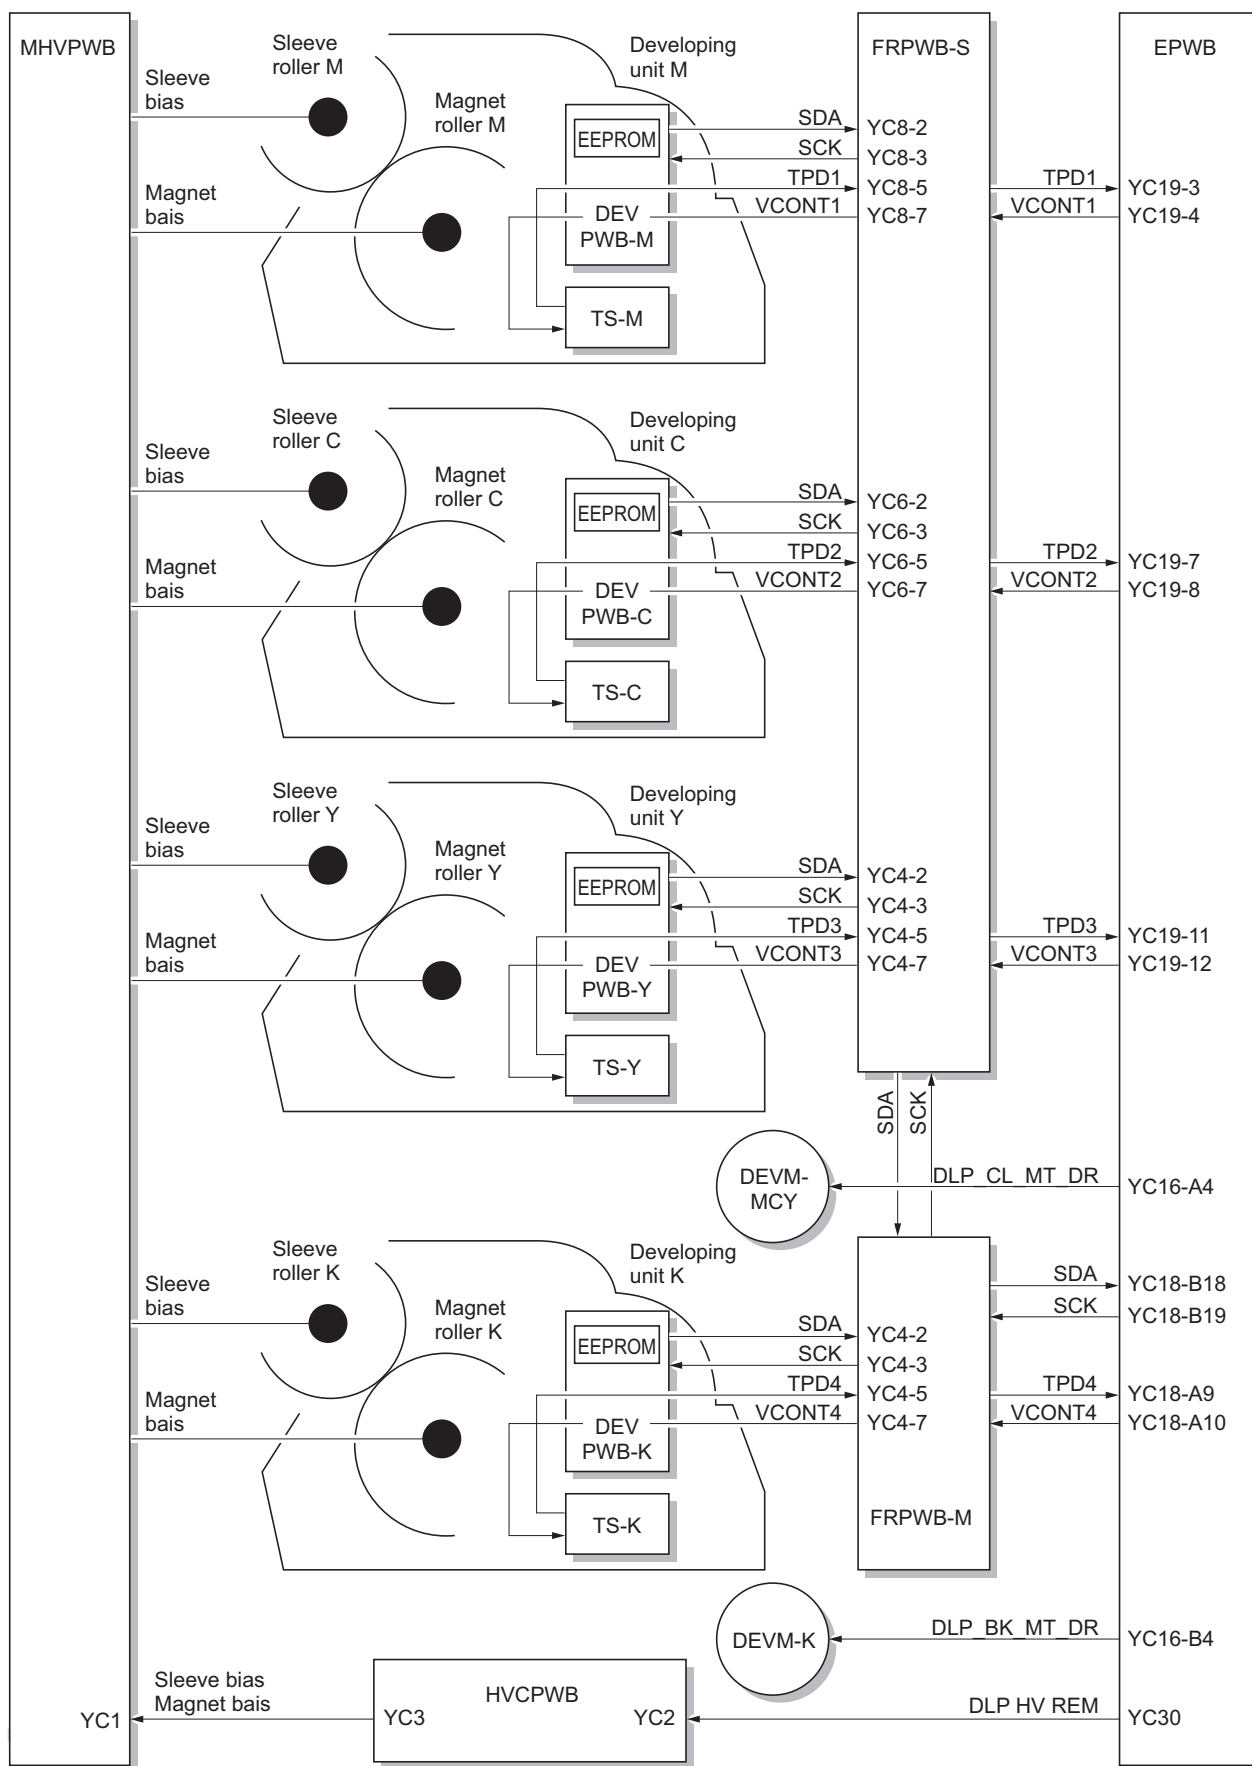 MHVPWB
FRPWB-S
EPWB
Sleeve
roller M
Developing
unit M
Sleeve
bias
Magnet
roller M
EEPROM
SDA
YC8-2
SCK
YC8-3
Magnet
bais
TPD1
YC8-5
TPD1
YC19-3
DEV
PWB-M
VCONT1
YC8-7
VCONT1
YC19-4
TS-M
Sleeve
roller C
Developing
unit C
Sleeve
bias
Magnet
roller C
EEPROM
SDA
YC6-2
SCK
YC6-3
Magnet
bais
TPD2
YC6-5
TPD2
YC19-7
DEV
PWB-C
VCONT2
YC6-7
VCONT2
YC19-8
TS-C
Sleeve
roller Y
Developing
unit Y
Sleeve
bias
Magnet
roller Y
EEPROM
SDA
YC4-2
SCK
YC4-3
Magnet
bais
TPD3
YC4-5
TPD3
YC19-11
DEV
PWB-Y
VCONT3
YC4-7
VCONT3
YC19-12
TS-Y
SDA
SCK
DEVM-
MCY
DLP_CL_MT_DR
YC16-A4
Sleeve
roller K
Developing
unit K
Sleeve
bias
Magnet
roller K
SDA
YC18-B18
SCK
YC18-B19
EEPROM
SDA
YC4-2
SCK
YC4-3
Magnet
bais
TPD4
YC4-5
TPD4
YC18-A9
DEV
PWB-K
VCONT4
YC4-7
VCONT4
YC18-A10
TS-K
FRPWB-M
DEVM-K
DLP_BK_MT_DR
YC16-B4
Sleeve bias
Magnet bais
HVCPWB
YC1
YC3
YC2
DLP HV REM
YC30